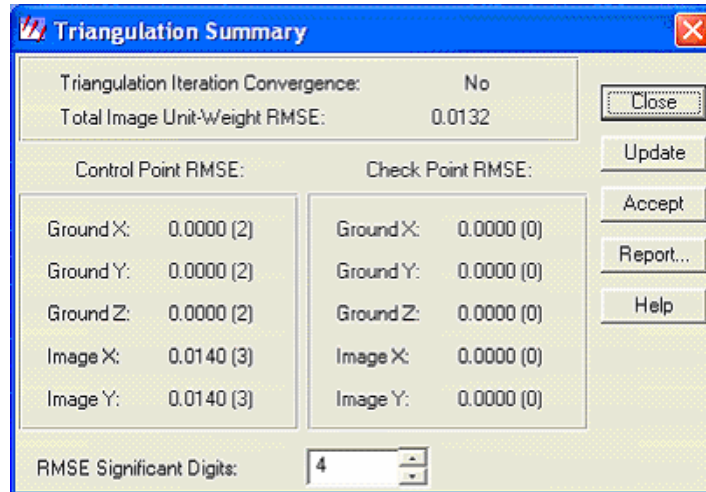 Triangulation Summary
Triangulation Iteration Convergence: No
Total Image Unit-Weight RMSE: 0.0132
Control Point RMSE:
Ground X: 0.0000 (2)
Ground Y: 0.0000 (2)
Ground Z: 0.0000 (2)
Image X: 0.0140 (3)
Image Y: 0.0140 (3)
Check Point RMSE:
Ground X: 0.0000 (0)
Ground Y: 0.0000 (0)
Ground Z: 0.0000 (0)
Image X: 0.0000 (0)
Image Y: 0.0000 (0)
RMSE Significant Digits: 4
Close
Update
Accept
Report...
Help